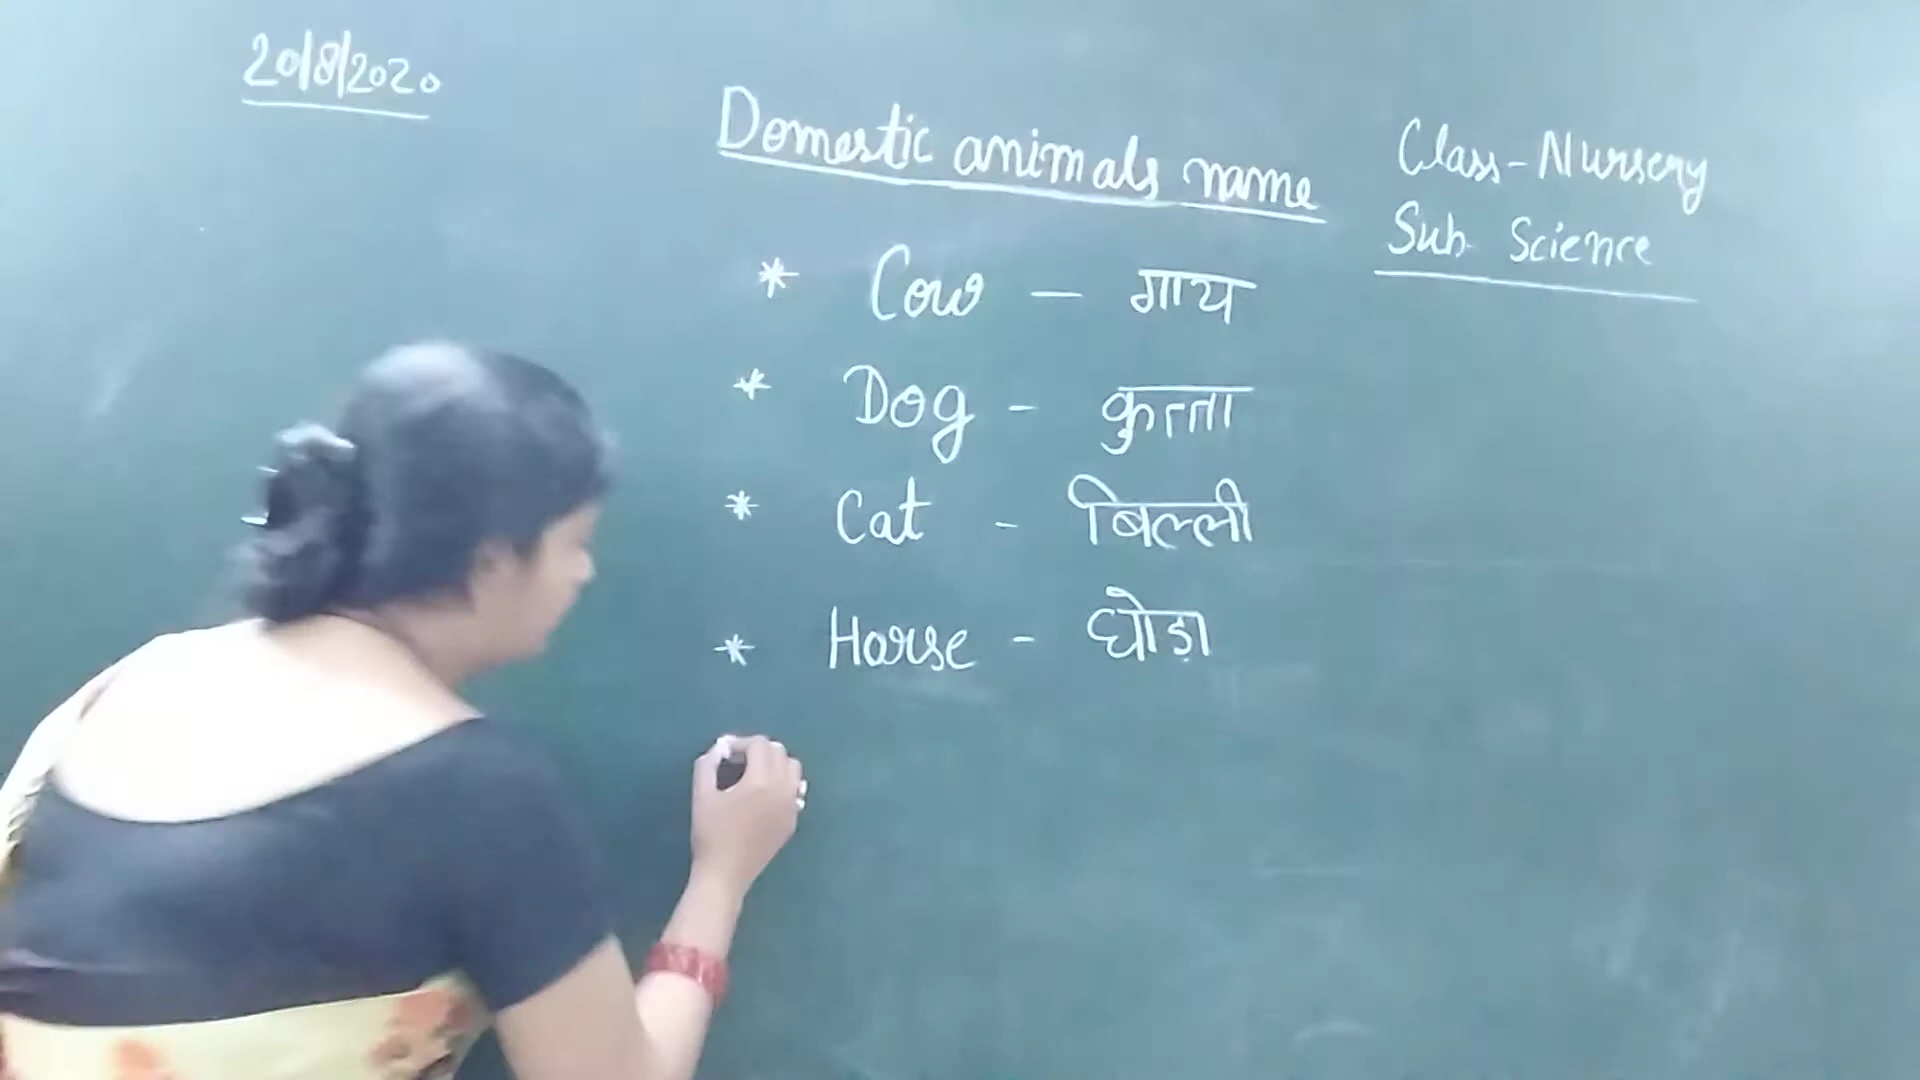 20/8/2020
Domestic animals name
Class-Nursery
Sub Science
* Cow - गाय
* Dog - कुत्ता
* Cat - बिल्ली
* Horse - घोड़ा